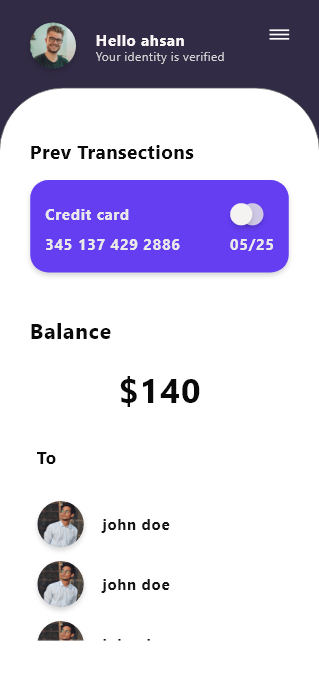 Hello ahsan
Your identity is verified
Prev Transections
Credit card
345 137 429 2886 05/25
Balance
$140
To
john doe
john doe